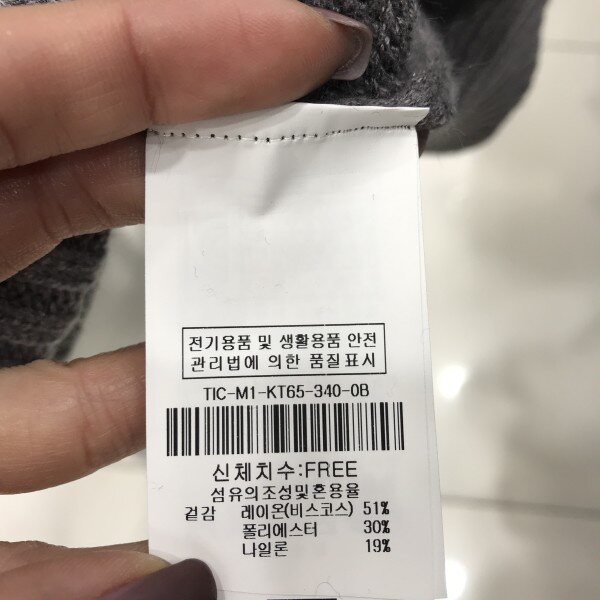 전기용품 및 생활용품 안전
관리법에 의한 품질표시
TIC-M1-KT65-340-0B
신체치수:FREE
섬유의조성및혼용율
겉감 레이온(비스코스) 51%
폴리에스터 30%
나일론 19%